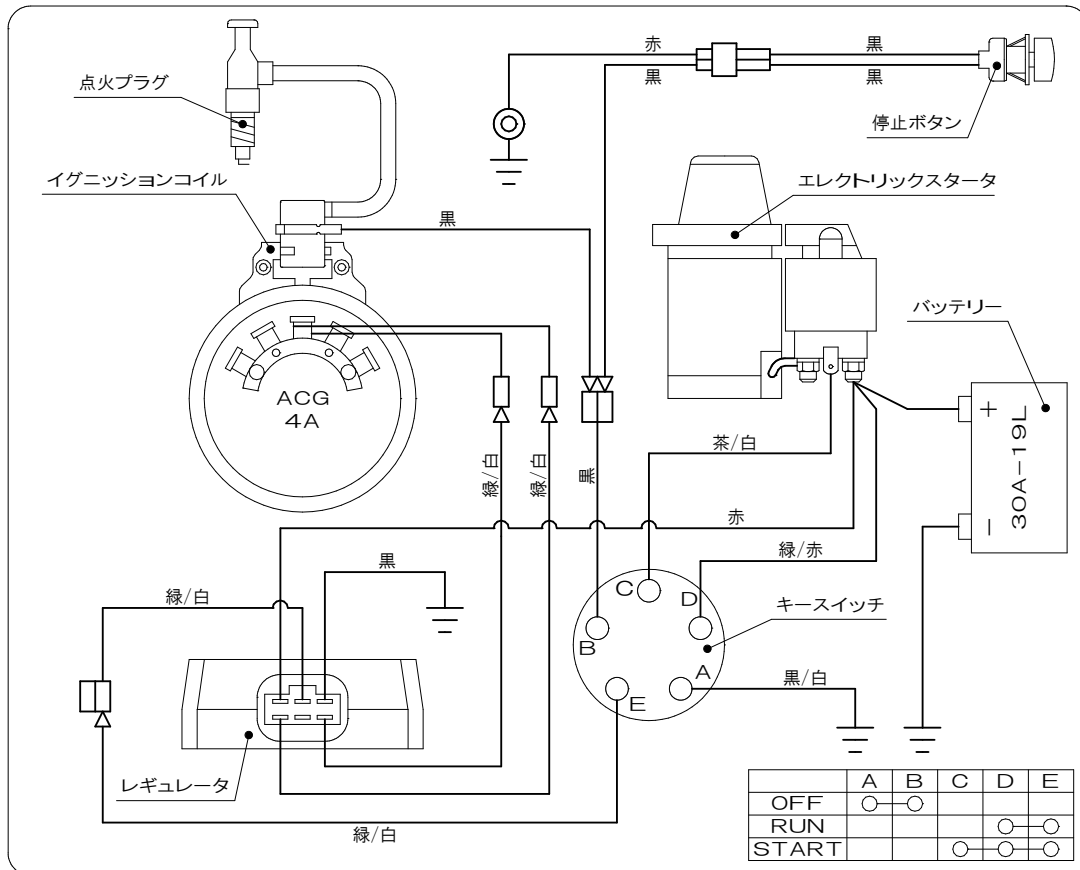 点火プラグ
赤
黒
黒
黒
停止ボタン
イグニッションコイル
黒
エレクトリックスタータ
バッテリー
ACG
4A
+
30A-19L
-
茶/白
緑/白
緑/白
黒
赤
緑/赤
黒
緑/白
C
D
キースイッチ
B
A
黒/白
E
レギュレータ
緑/白
A B C D E
OFF
RUN
START